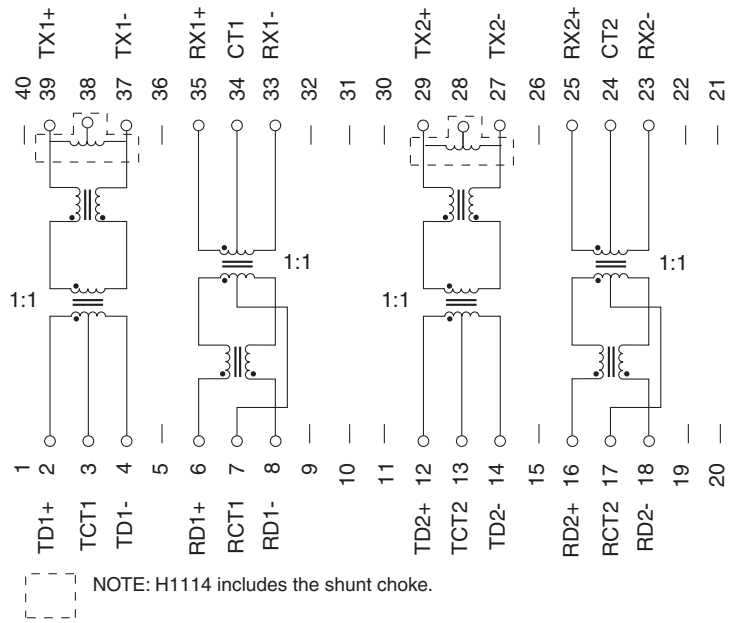 TX1+ TX1- RX1+ CT1 RX1- TX2+ TX2- RX2+ CT2 RX2-
40 39 38 37 36 35 34 33 32 31 30 29 28 27 26 25 24 23 22 21
1:1 1:1 1:1 1:1
1 2 3 4 5 6 7 8 9 10 11 12 13 14 15 16 17 18 19 20
TD1+ TCT1 TD1- RD1+ RCT1 RD1- TD2+ TCT2 TD2- RD2+ RCT2 RD2-
NOTE: H1114 includes the shunt choke.